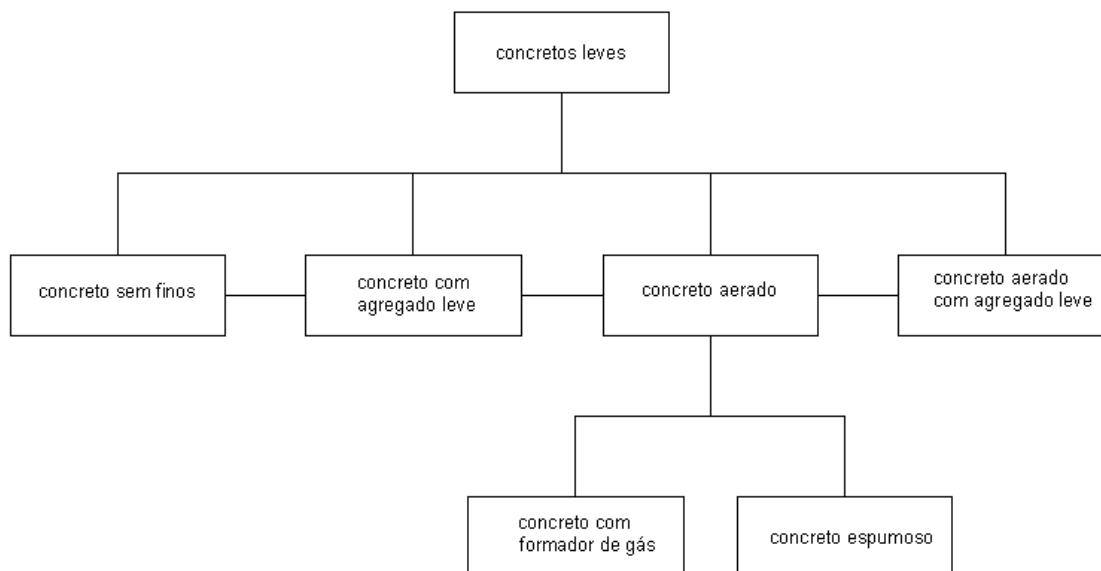 concretos leves
concreto sem finos
concreto com
agregado leve
concreto aerado
concreto aerado
com agregado leve
concreto com
formador de gás
concreto espumoso